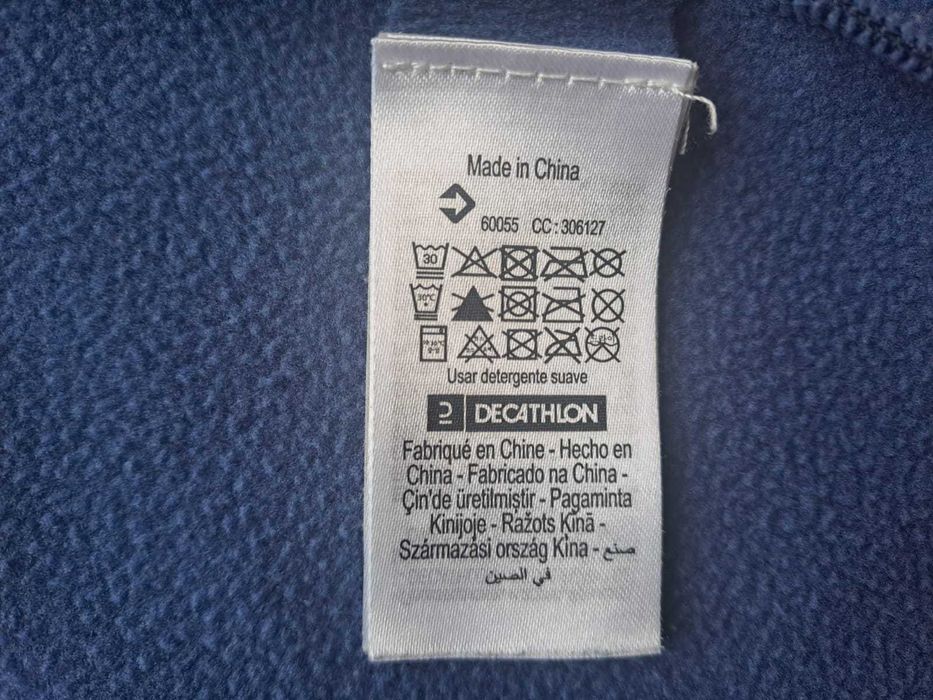 Made in China
60055 CC : 306127
30
30°C
Usar detergente suave
DECATHLON
Fabriqué en Chine - Hecho en
China - Fabricado na China -
Çin'de üretilmiştir - Pagaminta
Kinijoje - Ražots Ķīnā -
Származási ország Kína - صنع
في الصين